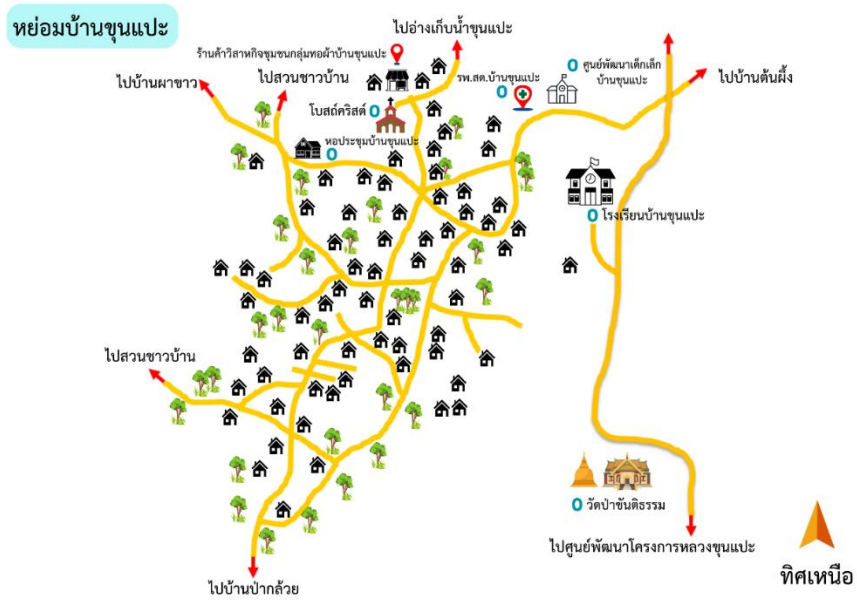 หย่อมบ้านขุนแปะ
ไปอ่างเก็บน้ำขุนแปะ
ร้านค้าวิสาหกิจชุมชนกลุ่มทอผ้าบ้านขุนแปะ
0 ศูนย์พัฒนาเด็กเล็ก
บ้านขุนแปะ
ไปบ้านผาขาว
ไปสวนชาวบ้าน
รพ.สต.บ้านขุนแปะ
0
ไปบ้านต้นผึ้ง
โบสถ์คริสต์ 0
หอประชุมบ้านขุนแปะ
0
0 โรงเรียนบ้านขุนแปะ
ไปสวนชาวบ้าน
0 วัดป่าขันติธรรม
ไปศูนย์พัฒนาโครงการหลวงขุนแปะ
ทิศเหนือ
ไปบ้านป่ากล้วย